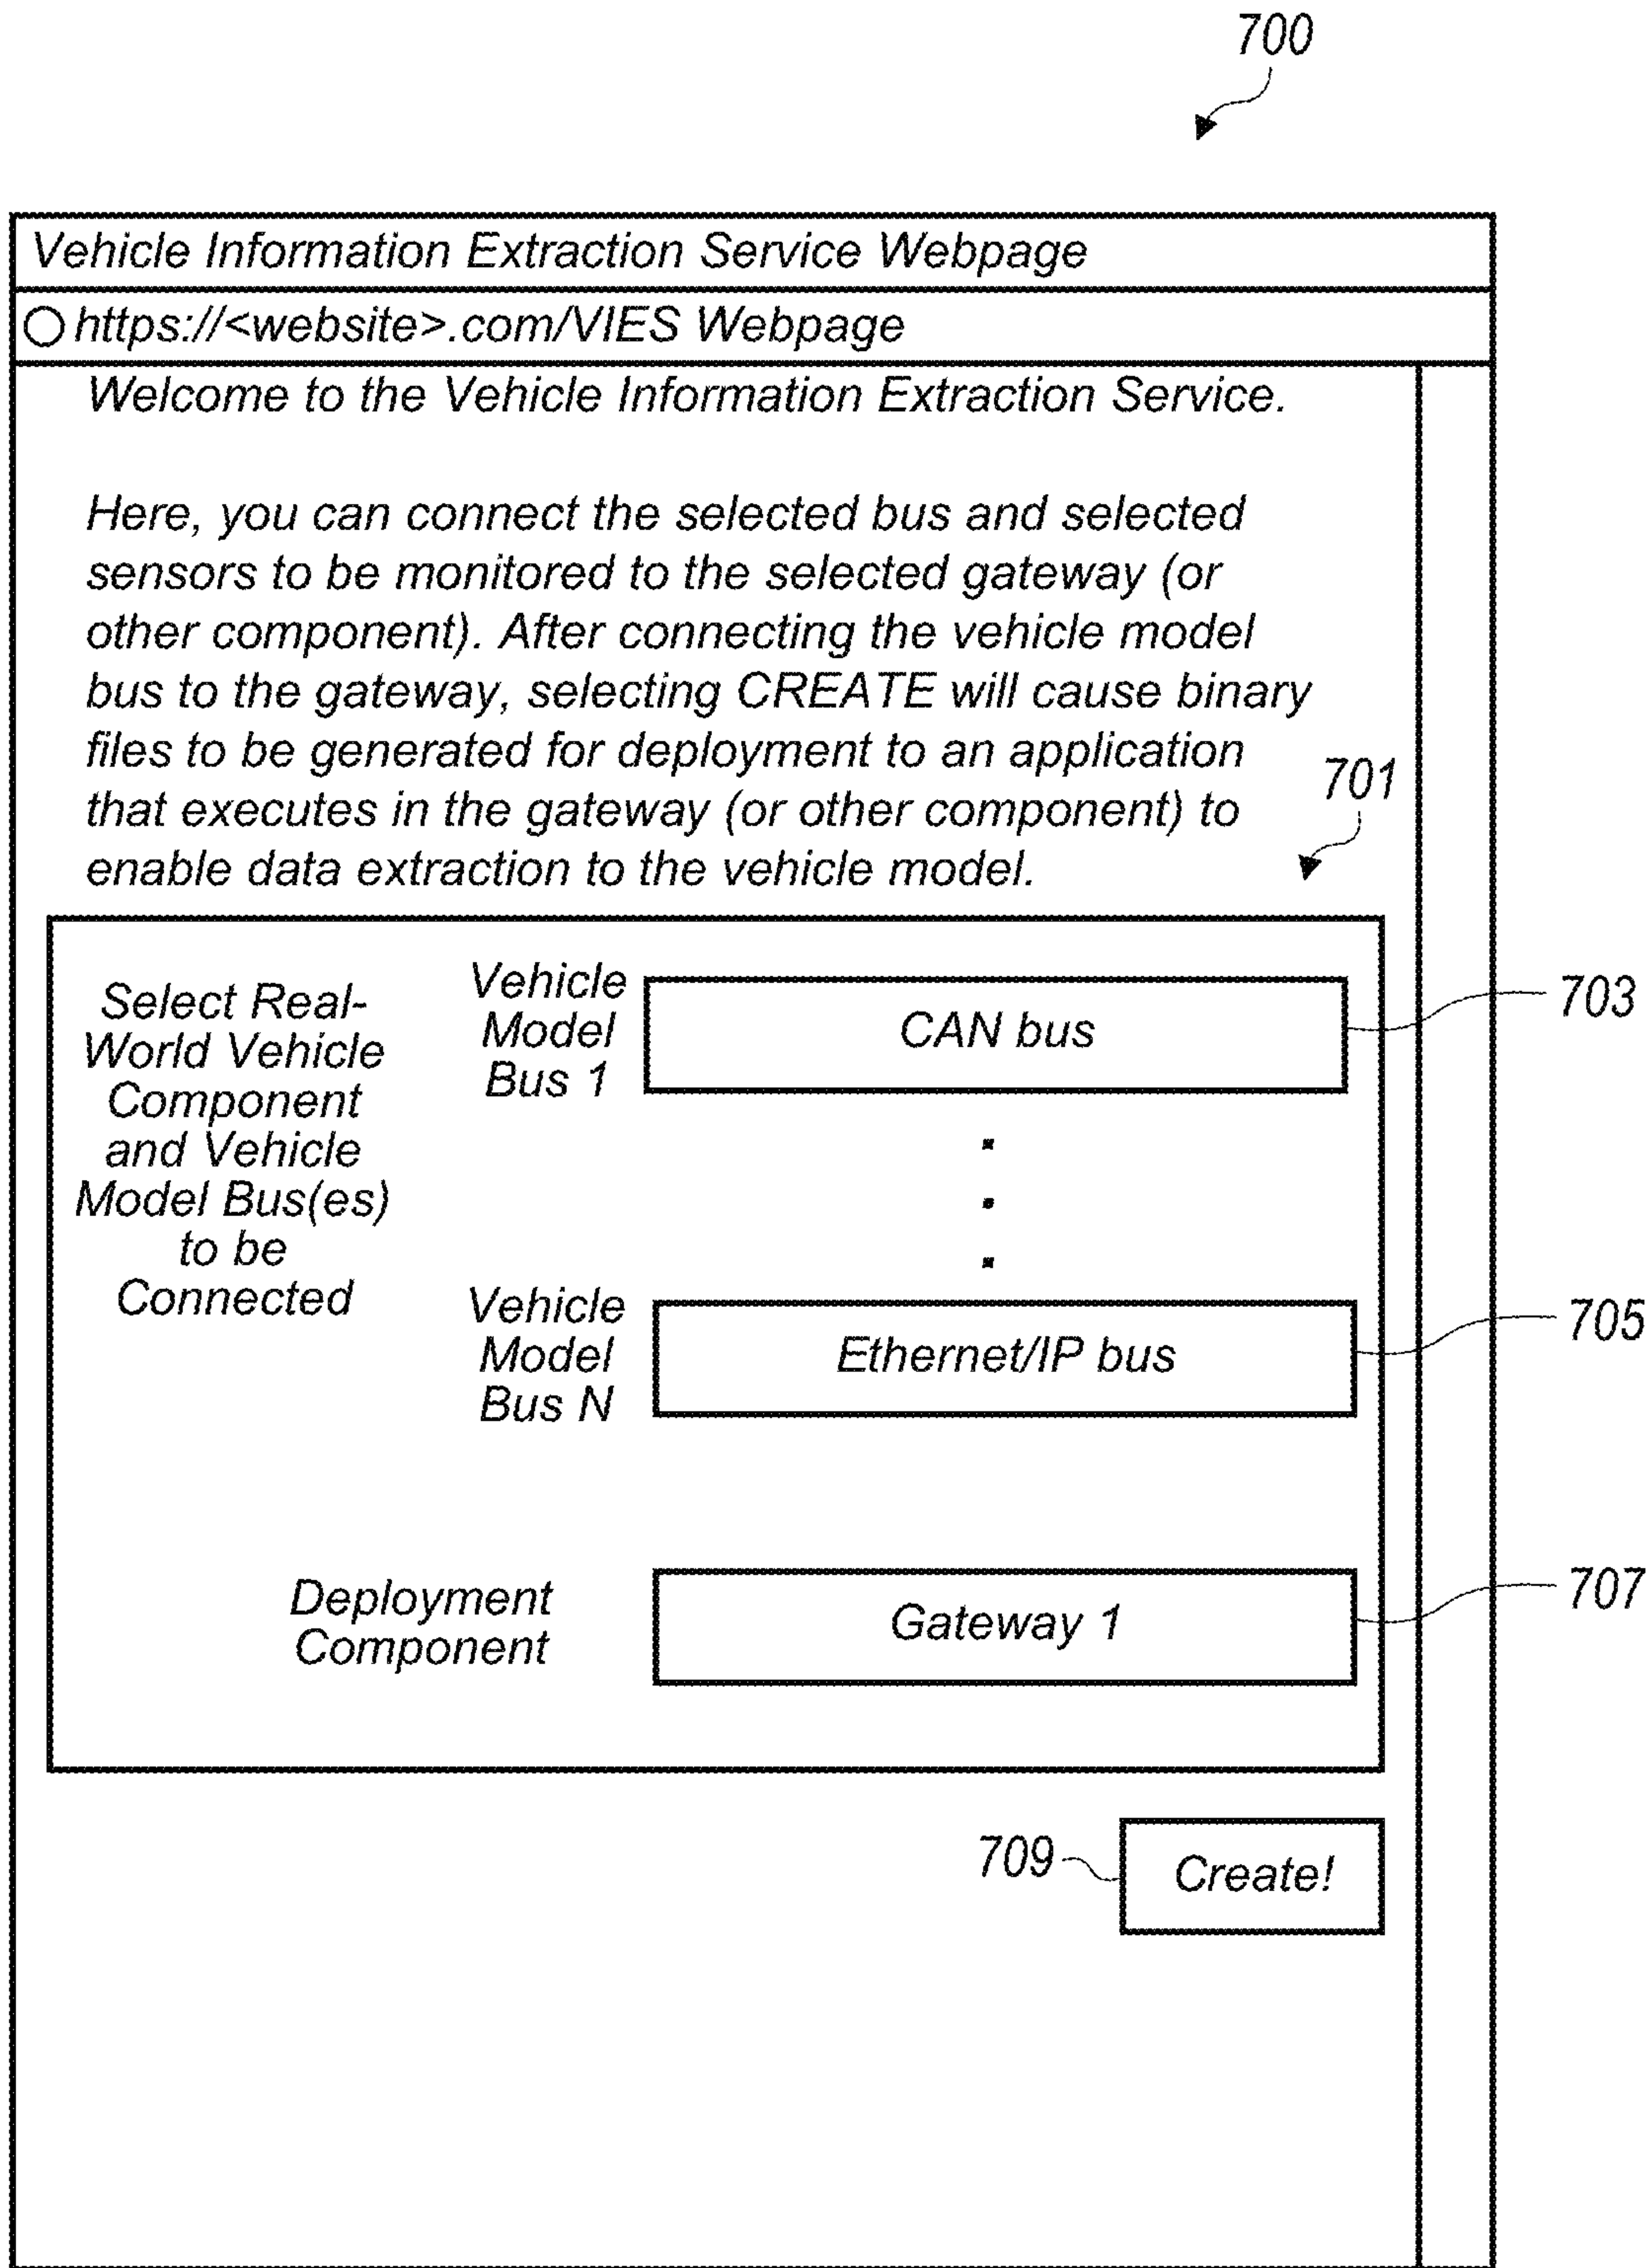 700
Vehicle Information Extraction Service Webpage
https://<website>.com/VIES Webpage
Welcome to the Vehicle Information Extraction Service.
Here, you can connect the selected bus and selected
sensors to be monitored to the selected gateway (or
other component). After connecting the vehicle model
bus to the gateway, selecting CREATE will cause binary
files to be generated for deployment to an application
that executes in the gateway (or other component) to
enable data extraction to the vehicle model.
701
Select Real-
World Vehicle
Component
and Vehicle
Model Bus(es)
to be
Connected
Vehicle
Model
Bus 1
CAN bus
703
Vehicle
Model
Bus N
Ethernet/IP bus
705
Deployment
Component
Gateway 1
707
709
Create!